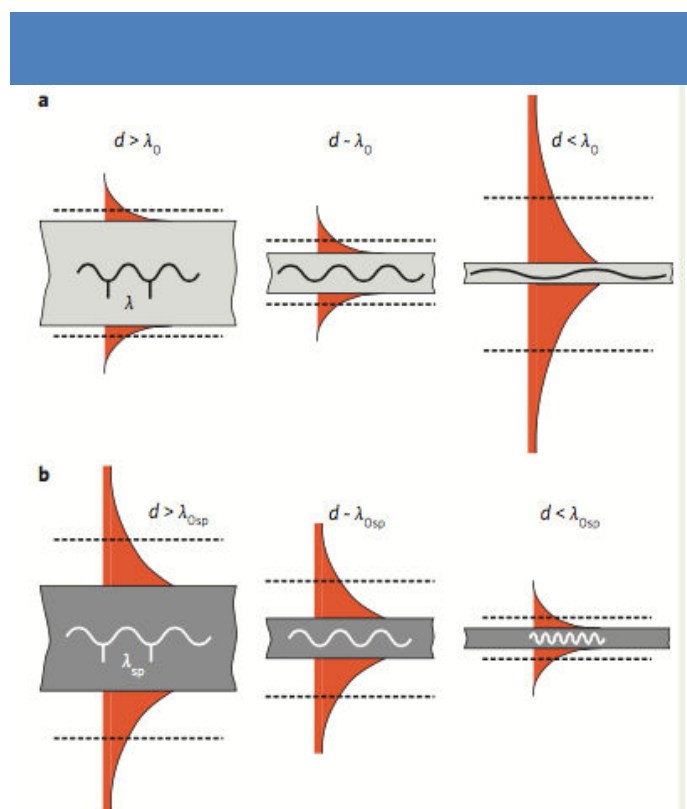 a
d > λ₀
d - λ₀
d < λ₀
λ
b
d > λ₀sp
d - λ₀sp
d < λ₀sp
λsp